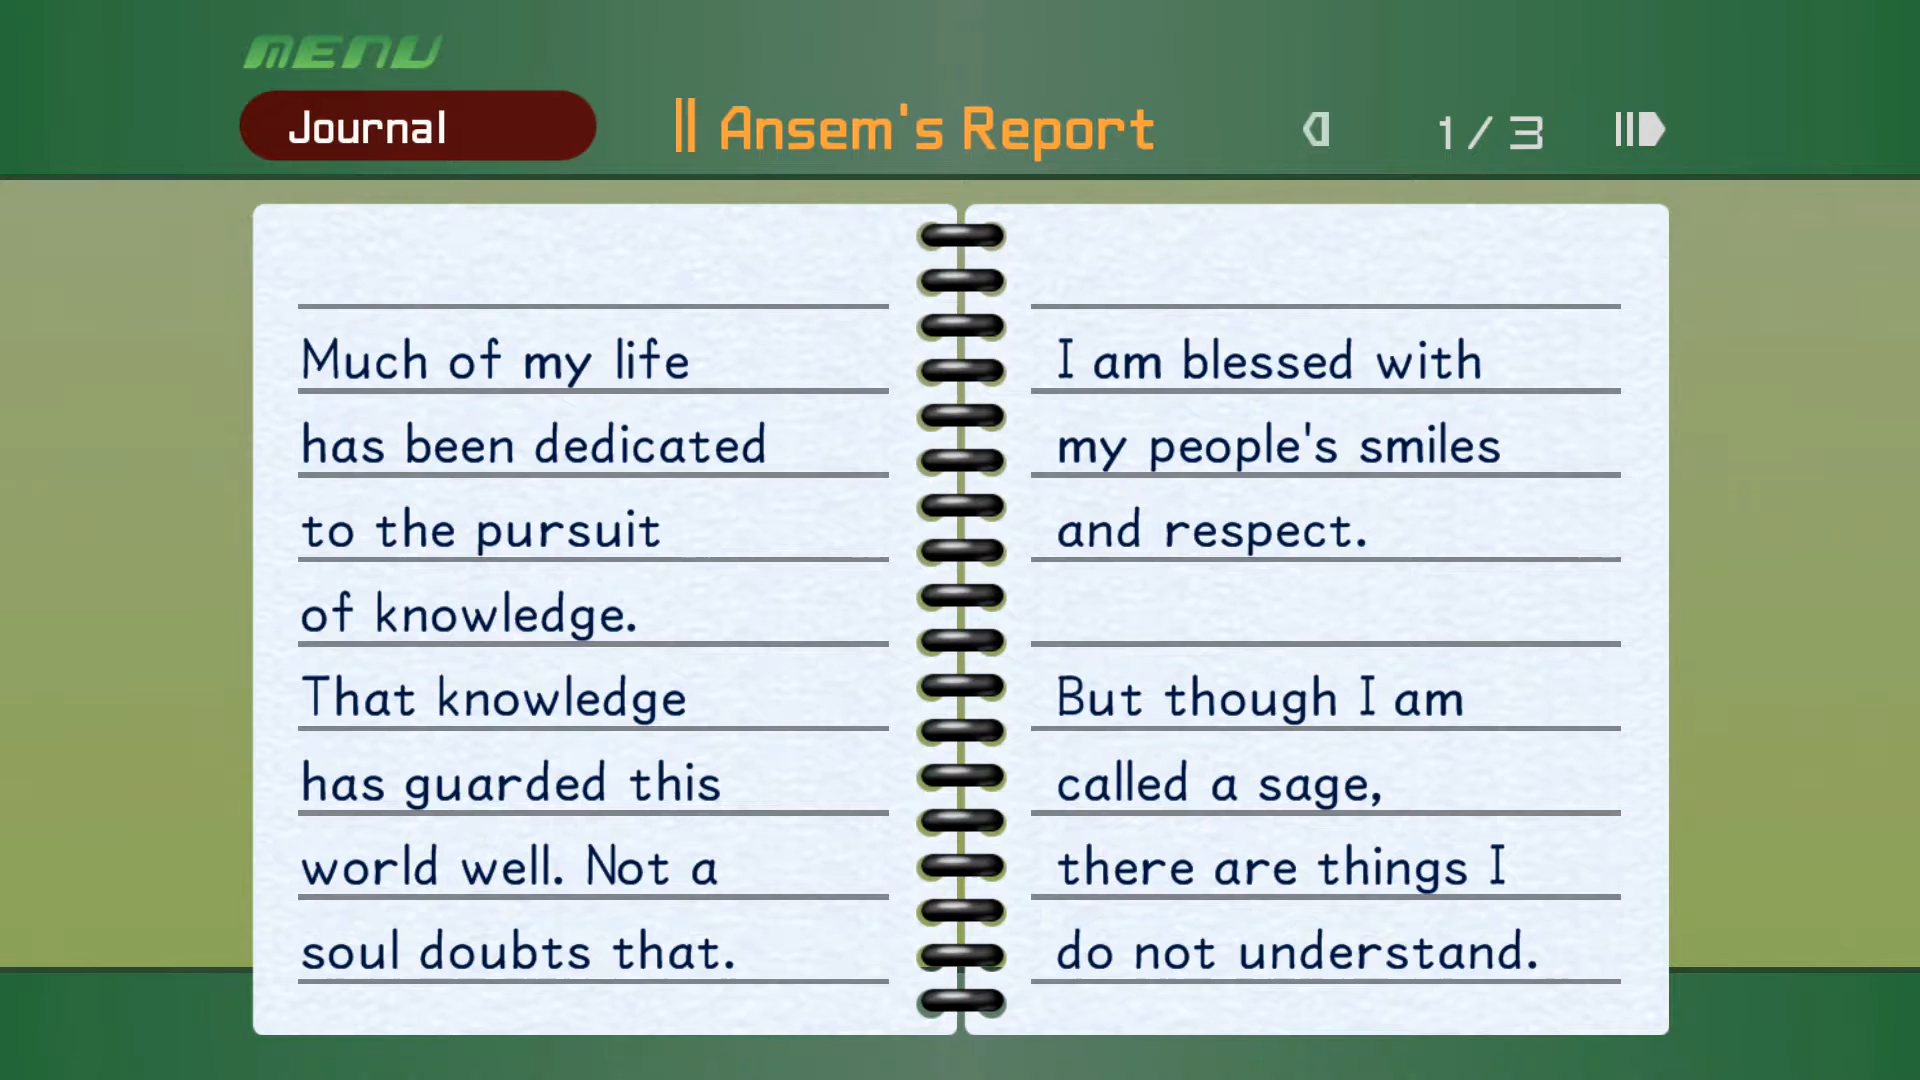 MENU
Journal
Ansem's Report
1/3
Much of my life
has been dedicated
to the pursuit
of knowledge.
That knowledge
has guarded this
world well. Not a
soul doubts that.
I am blessed with
my people's smiles
and respect.
But though I am
called a sage,
there are things I
do not understand.